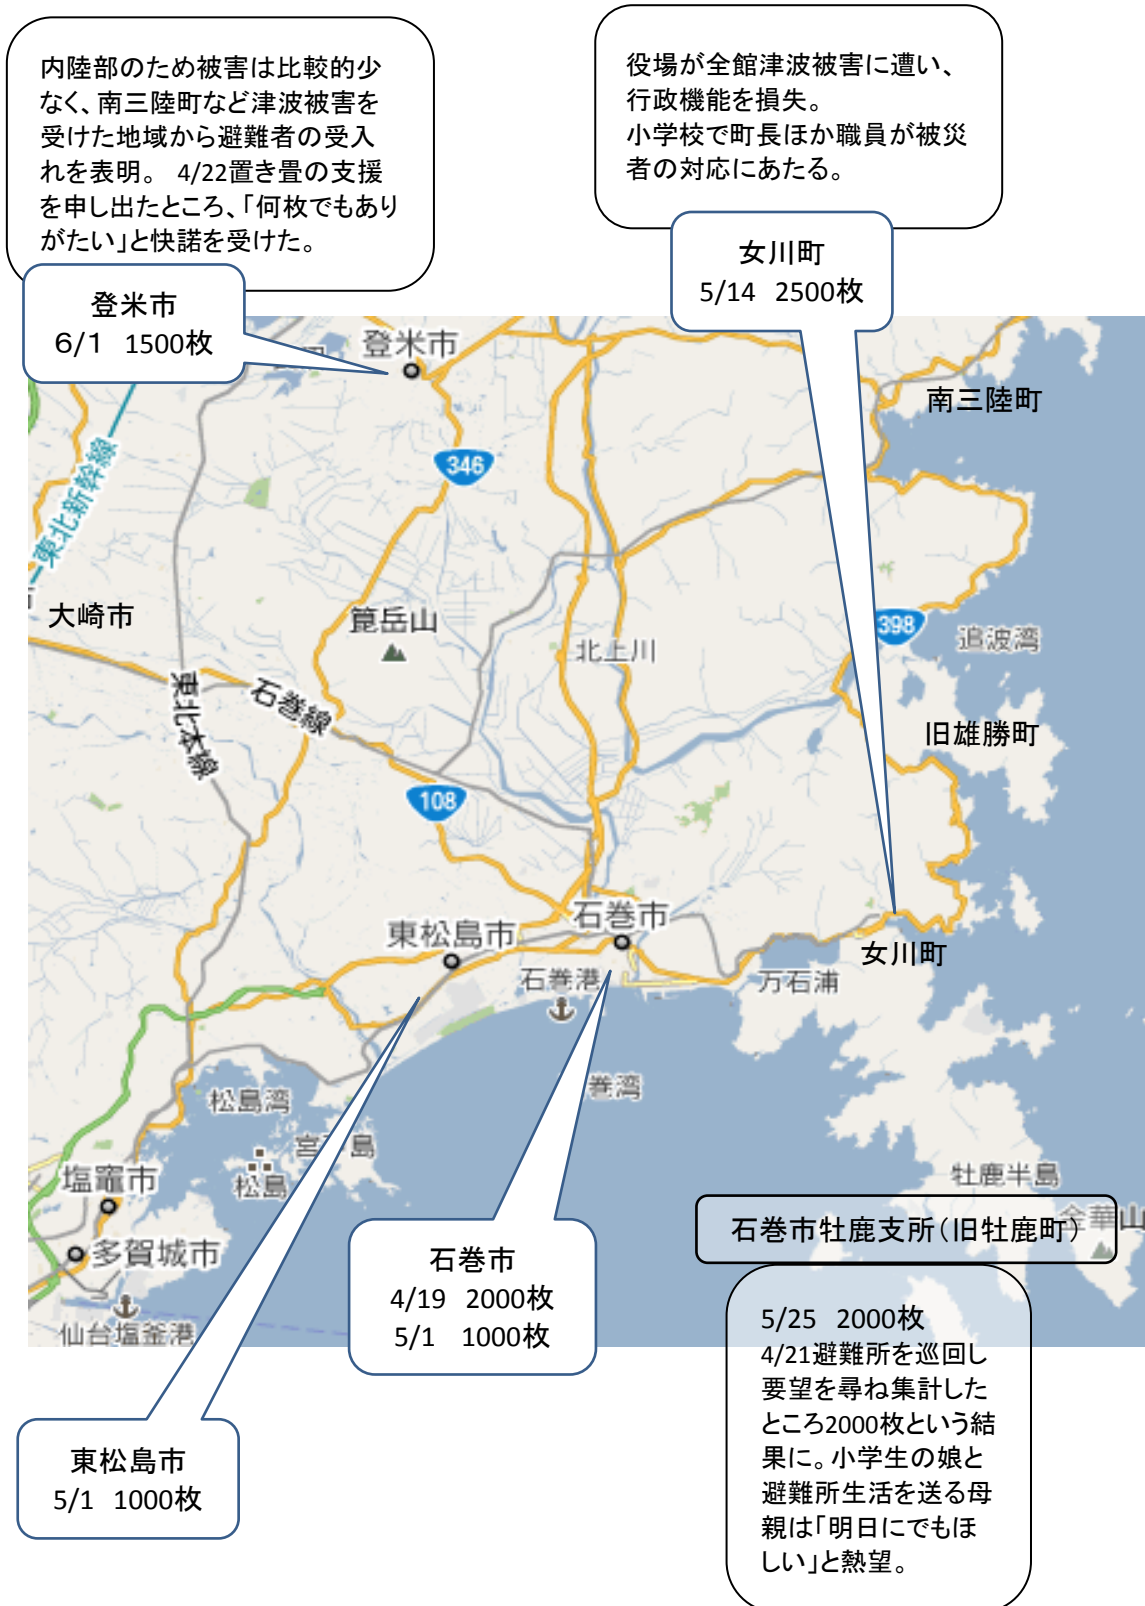 内陸部のため被害は比較的少
なく、南三陸町など津波被害を
受けた地域から避難者の受入
れを表明。 4/22置き畳の支援
を申し出たところ、「何枚でもあり
がたい」と快諾を受けた。
役場が全館津波被害に遭い、
行政機能を損失。
小学校で町長ほか職員が被災
者の対応にあたる。
女川町
5/14 2500枚
登米市
6/1 1500枚
登米市
南三陸町
346
東北新幹線
大崎市
箟岳山
398
北上川
追波湾
東北本線
石巻線
旧雄勝町
108
石巻市
東松島市
女川町
石巻港
万石浦
巻湾
松島湾
宮 島
松島
塩竈市
牡鹿半島
金華山
多賀城市
仙台塩釜港
石巻市牡鹿支所(旧牡鹿町)
石巻市
4/19 2000枚
5/1 1000枚
5/25 2000枚
4/21避難所を巡回し
要望を尋ね集計した
ところ2000枚という結
果に。小学生の娘と
避難所生活を送る母
親は「明日にでもほ
しい」と熱望。
東松島市
5/1 1000枚